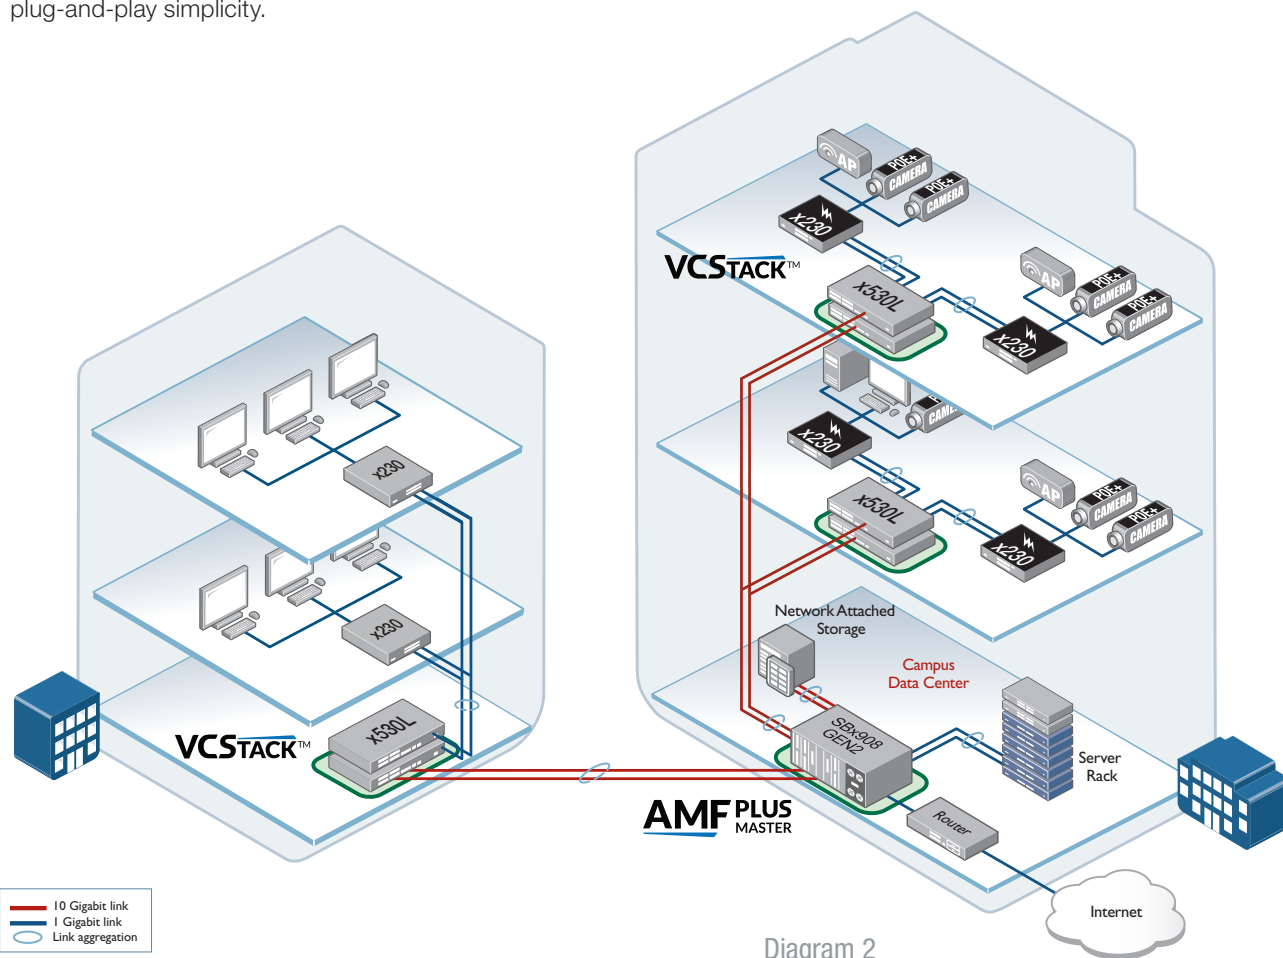 plug-and-play simplicity.
AP
POE+
CAMERA
POE+
CAMERA
x230
VCSTACK™
x530L
AP
POE+
CAMERA
POE+
CAMERA
x230
x230
CAM
x530L
AP
POE+
CAMERA
POE+
CAMERA
x230
x230
x230
Network Attached
Storage
Campus
Data Center
SBx908
GEN2
Server
Rack
VCSTACK™
x530L
AMF PLUS
MASTER
Router
Internet
10 Gigabit link
1 Gigabit link
Link aggregation
Diagram 2